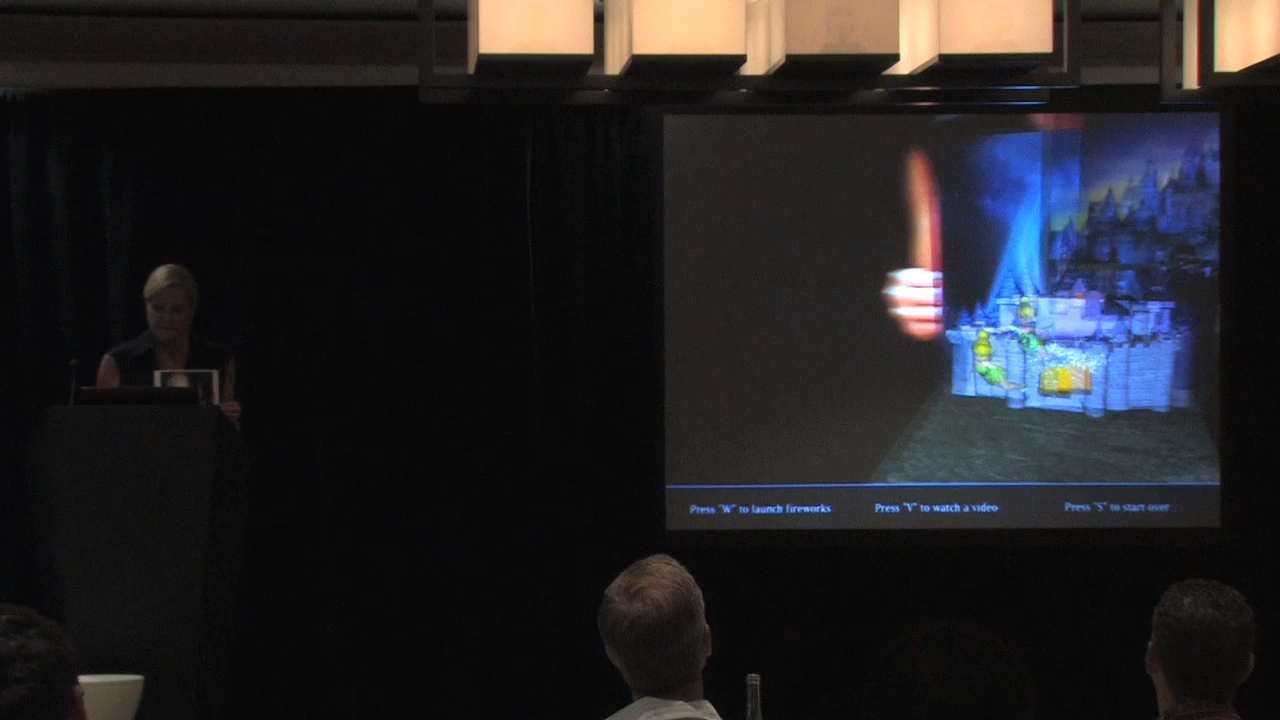 Press "W" to launch fireworks
Press "V" to watch a video
Press "S" to start over